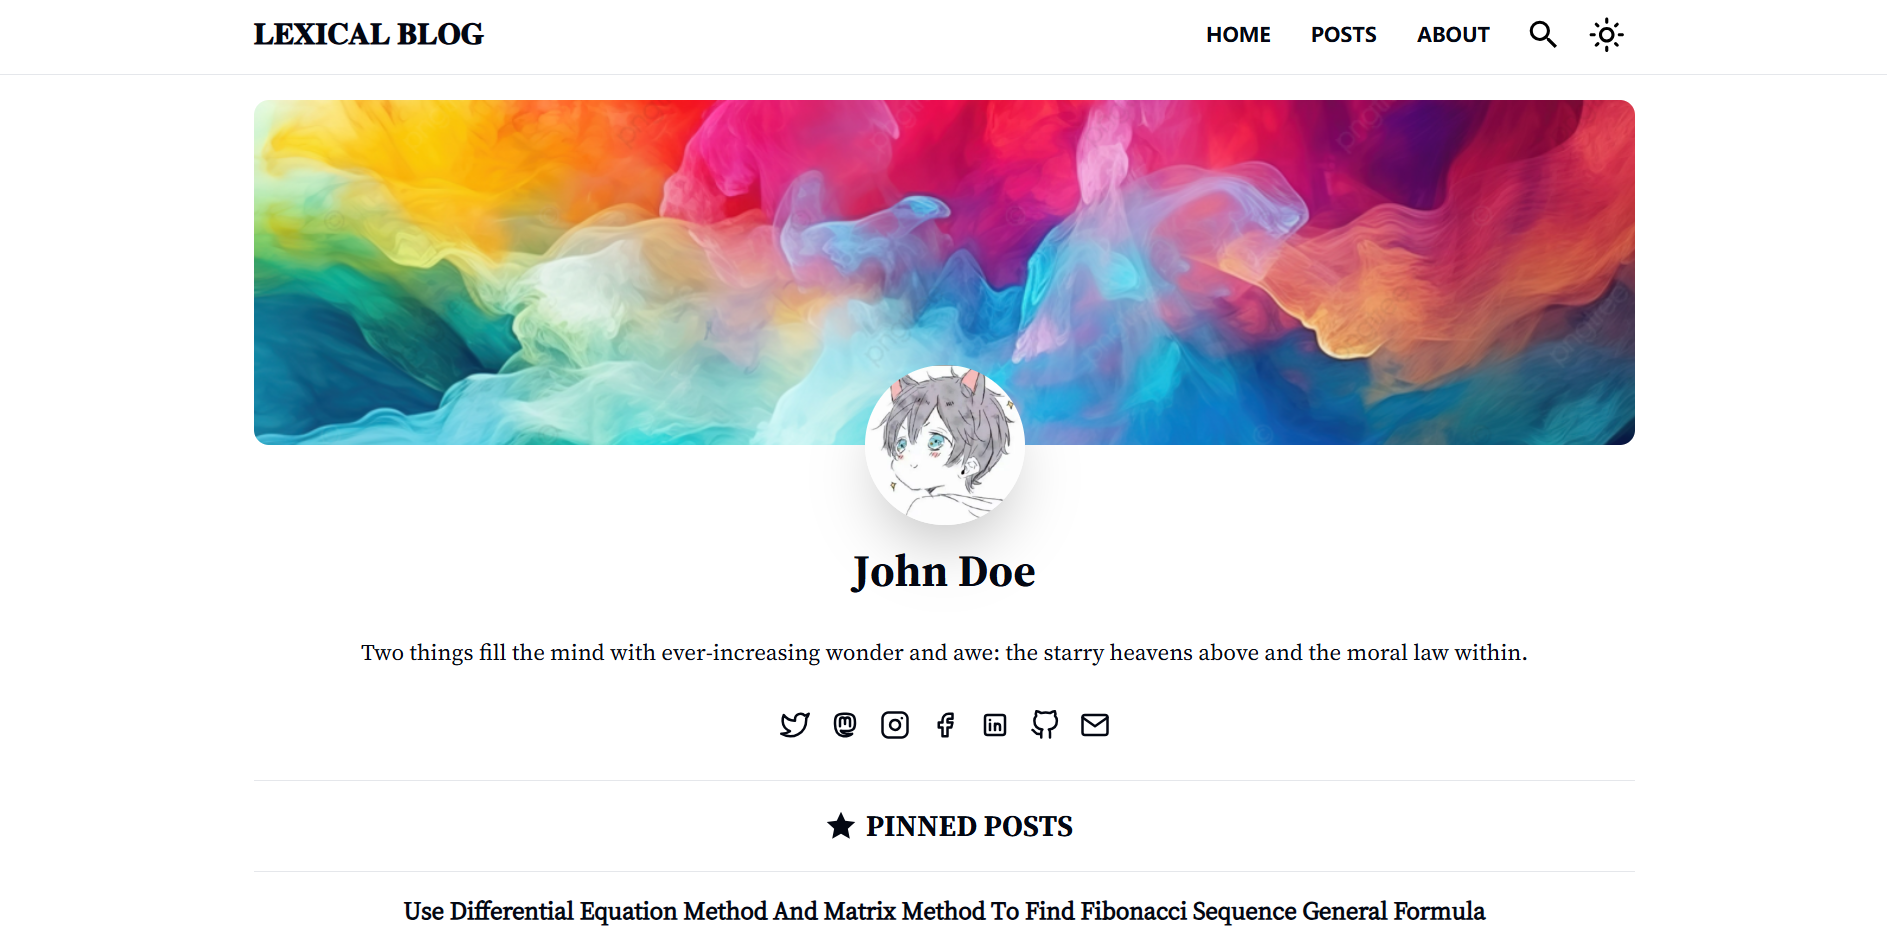 LEXICAL BLOG
HOME POSTS ABOUT
John Doe
Two things fill the mind with ever-increasing wonder and awe: the starry heavens above and the moral law within.
PINNED POSTS
Use Differential Equation Method And Matrix Method To Find Fibonacci Sequence General Formula